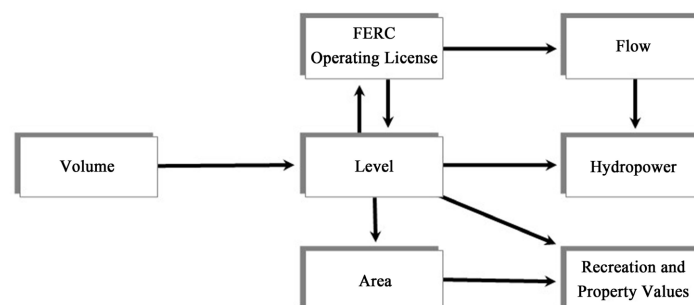 FERC
Operating License
Flow
Volume
Level
Hydropower
Area
Recreation and
Property Values